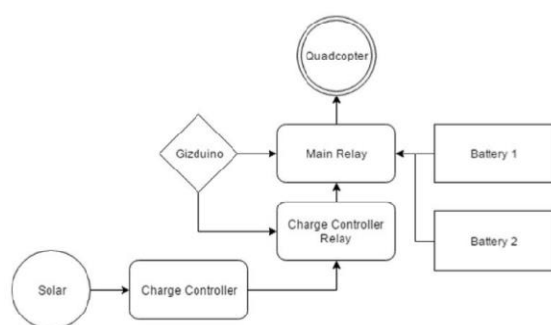 Quadcopter
Gizduino
Main Relay
Battery 1
Charge Controller
Relay
Battery 2
Solar
Charge Controller